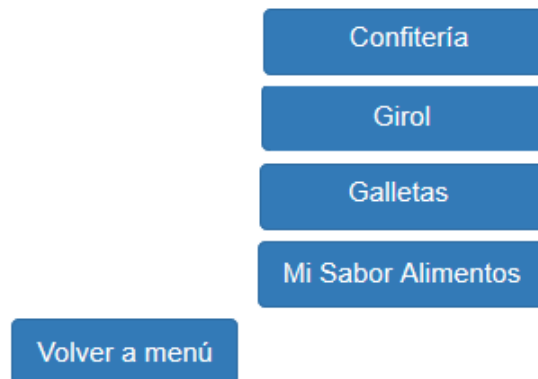 Confitería
Girol
Galletas
Mi Sabor Alimentos
Volver a menú